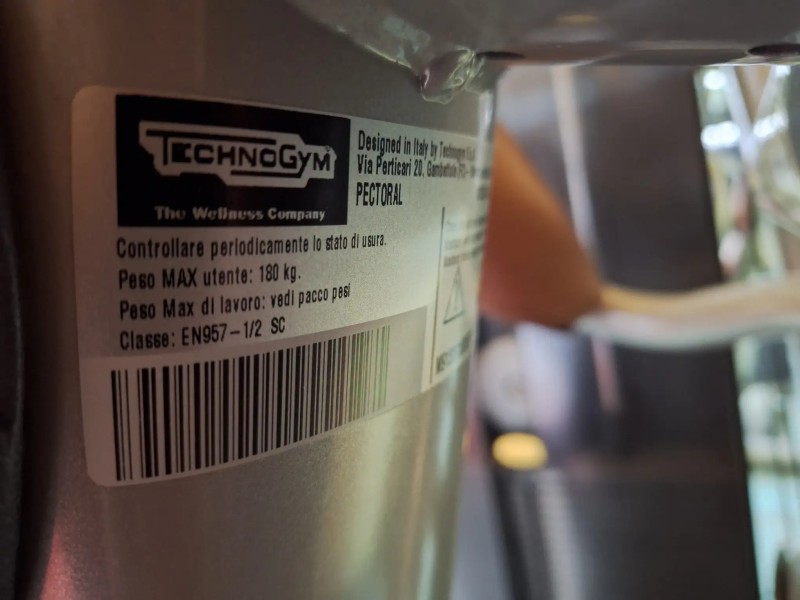 TECHNOGYM
The Wellness Company
Designed in Italy by Technogym
Via Perticari 20, Gambettola
PECTORAL
Controllare periodicamente lo stato di usura.
Peso MAX utente: 180 kg.
Peso Max di lavoro: vedi pacco pesi
Classe: EN957-1/2 SC